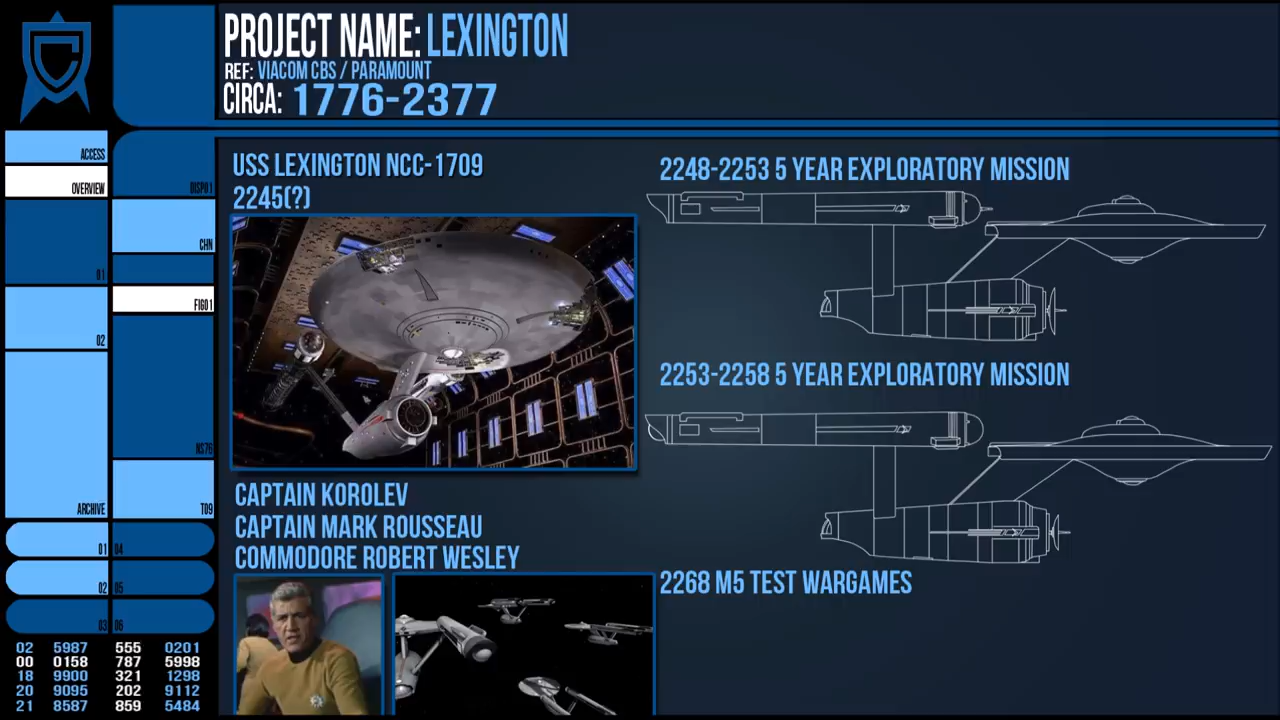 PROJECT NAME: LEXINGTON
REF: VIACOM CBS / PARAMOUNT
CIRCA: 1776-2377
ACCESS
OVERVIEW
01
02
ARCHIVE
01
02
03
DISP01
CHN
FIG01
NS76
T09
04
05
06
02 5987 555 0201
00 0158 787 5998
18 9900 321 1298
20 9095 202 9112
21 8587 859 5484
USS LEXINGTON NCC-1709
2245(?)
CAPTAIN KOROLEV
CAPTAIN MARK ROUSSEAU
COMMODORE ROBERT WESLEY
2248-2253 5 YEAR EXPLORATORY MISSION
2253-2258 5 YEAR EXPLORATORY MISSION
2268 M5 TEST WARGAMES